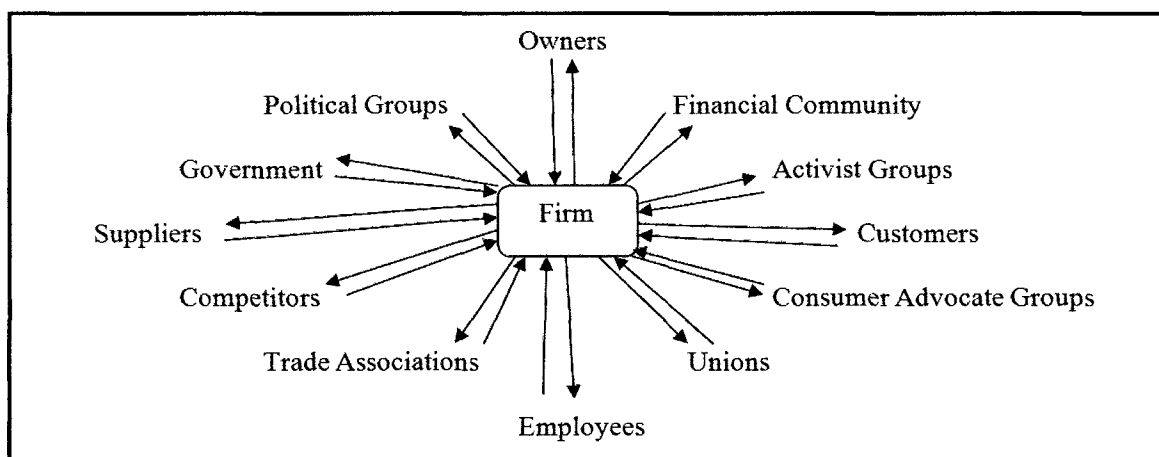 Owners
Political Groups
Financial Community
Government
Activist Groups
Firm
Suppliers
Customers
Competitors
Consumer Advocate Groups
Trade Associations
Unions
Employees